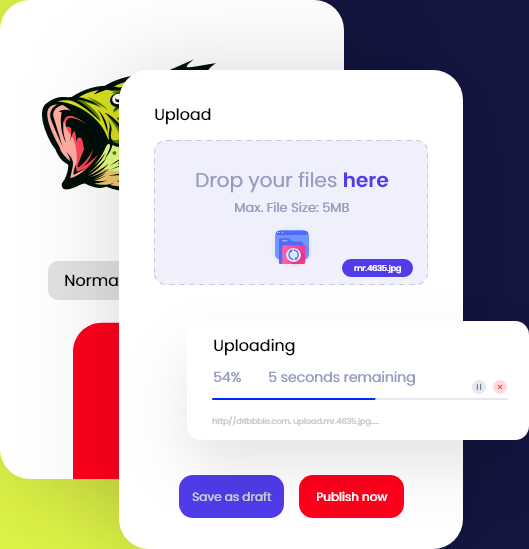 Upload
Drop your files here
Max. File Size: 5MB
mr.4635.jpg
Norma
Uploading
54% 5 seconds remaining
http//dribbble.com. upload.mr.4635.jpg....
Save as draft Publish now